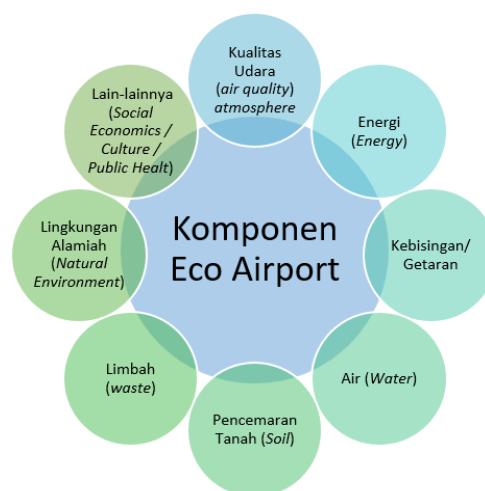 Komponen
Eco Airport
Kualitas
Udara
(air quality)
atmosphere
Energi
(Energy)
Kebisingan/
Getaran
Air (Water)
Pencemaran
Tanah (Soil)
Limbah
(waste)
Lingkungan
Alamiah
(Natural
Environment)
Lain-lainnya
(Social
Economics /
Culture /
Public Healt)